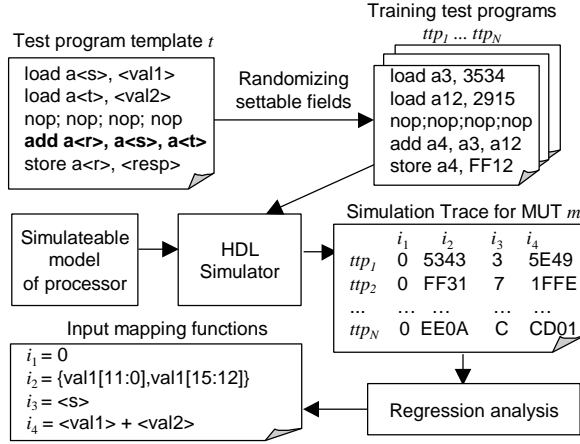 Test program template t
load a<s>, <val1>
load a<t>, <val2>
nop; nop; nop; nop
add a<r>, a<s>, a<t>
store a<r>, <resp>
Randomizing
settable fields
Training test programs
ttp1 ... ttpN
load a3, 3534
load a12, 2915
nop;nop;nop;nop
add a4, a3, a12
store a4, FF12
Simulateable
model
of processor
HDL
Simulator
Simulation Trace for MUT m
i1 i2 i3 i4
ttp1 0 5343 3 5E49
ttp2 0 FF31 7 1FFE
... ... ... ... ...
ttpN 0 EE0A C CD01
Input mapping functions
i1 = 0
i2 = {val1[11:0],val1[15:12]}
i3 = <s>
i4 = <val1> + <val2>
Regression analysis